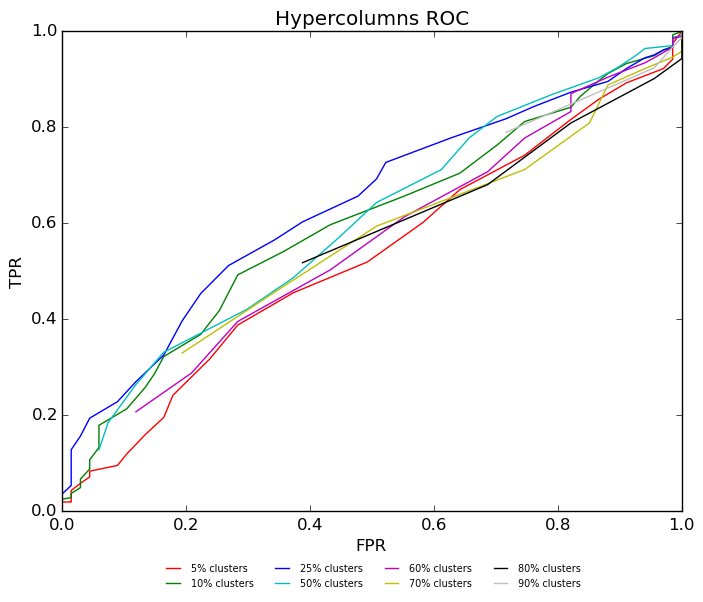 Hypercolumns ROC
1.0
0.8
0.6
0.4
0.2
0.0
TPR
0.0 0.2 0.4 0.6 0.8 1.0
FPR
5% clusters 25% clusters 60% clusters 80% clusters
10% clusters 50% clusters 70% clusters 90% clusters